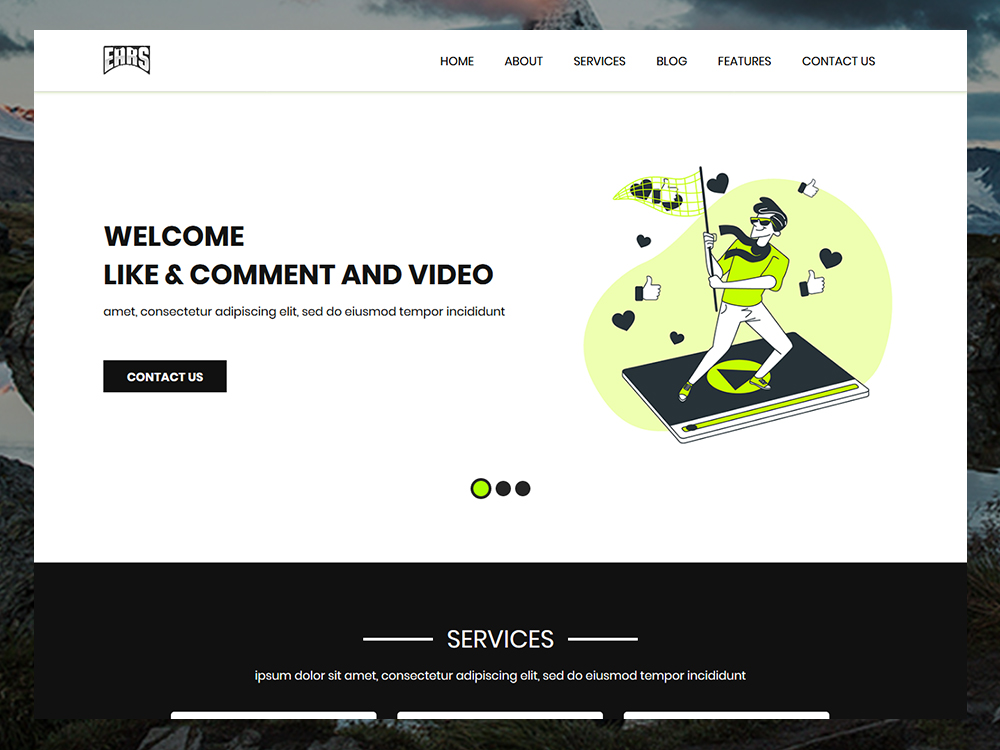 EHRS
HOME ABOUT SERVICES BLOG FEATURES CONTACT US
WELCOME
LIKE & COMMENT AND VIDEO
amet, consectetur adipiscing elit, sed do eiusmod tempor incididunt
CONTACT US
SERVICES
ipsum dolor sit amet, consectetur adipiscing elit, sed do eiusmod tempor incididunt